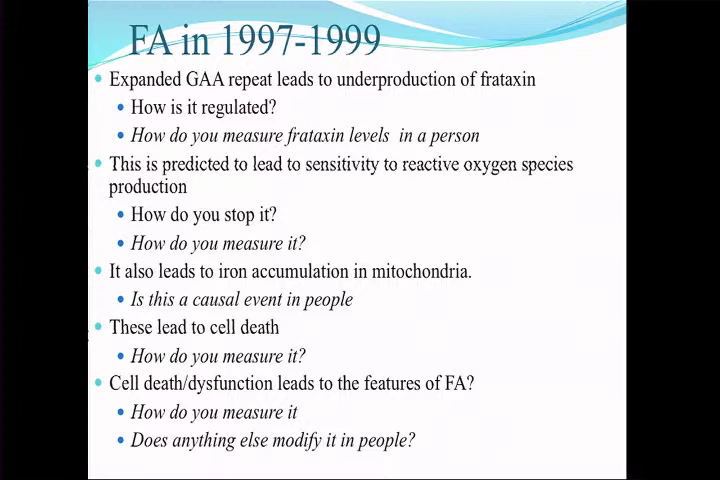 FA in 1997-1999
Expanded GAA repeat leads to underproduction of frataxin
How is it regulated?
How do you measure frataxin levels in a person
This is predicted to lead to sensitivity to reactive oxygen species
production
How do you stop it?
How do you measure it?
It also leads to iron accumulation in mitochondria.
Is this a causal event in people
These lead to cell death
How do you measure it?
Cell death/dysfunction leads to the features of FA?
How do you measure it
Does anything else modify it in people?